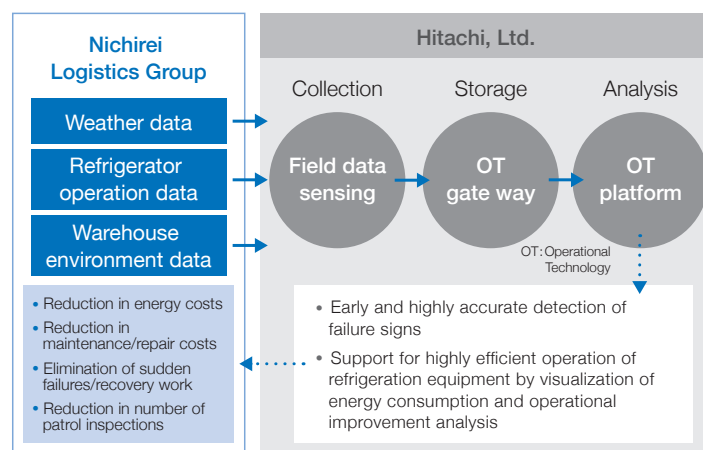 Nichirei
Logistics Group
Weather data
Refrigerator
operation data
Warehouse
environment data
• Reduction in energy costs
• Reduction in
maintenance/repair costs
• Elimination of sudden
failures/recovery work
• Reduction in number of
patrol inspections
Hitachi, Ltd.
Collection
Storage
Analysis
Field data
sensing
OT
gate way
OT
platform
OT:Operational
Technology
• Early and highly accurate detection of
failure signs
• Support for highly efficient operation of
refrigeration equipment by visualization of
energy consumption and operational
improvement analysis